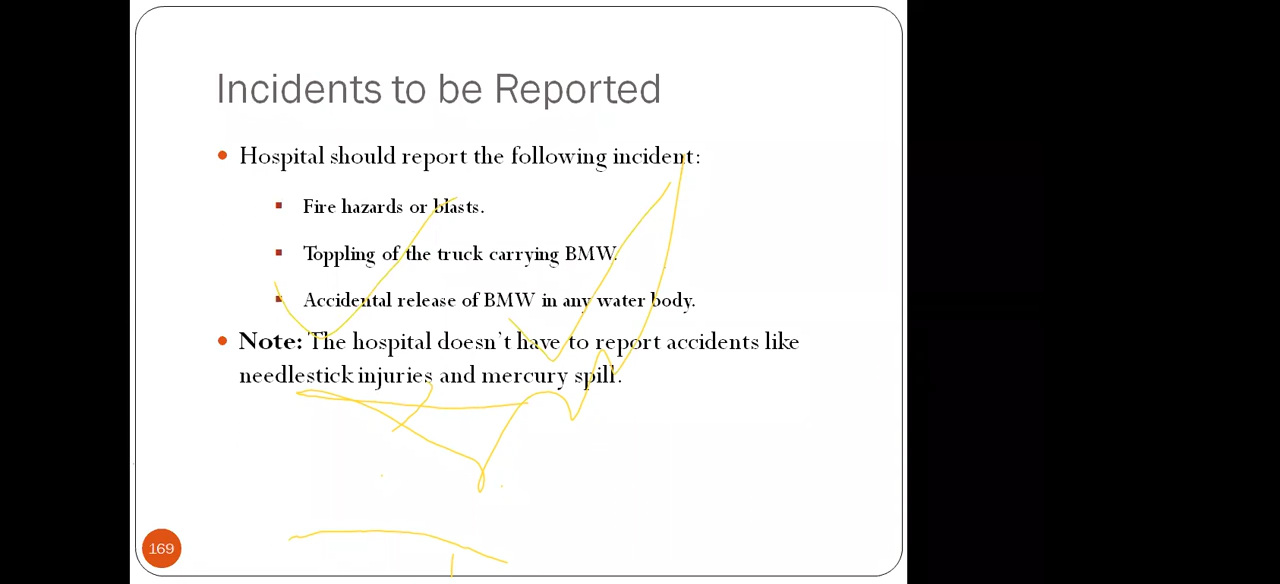 Incidents to be Reported
Hospital should report the following incident:
Fire hazards or blasts.
Toppling of the truck carrying BMW.
Accidental release of BMW in any water body.
Note: The hospital doesn't have to report accidents like
needlestick injuries and mercury spill.
169